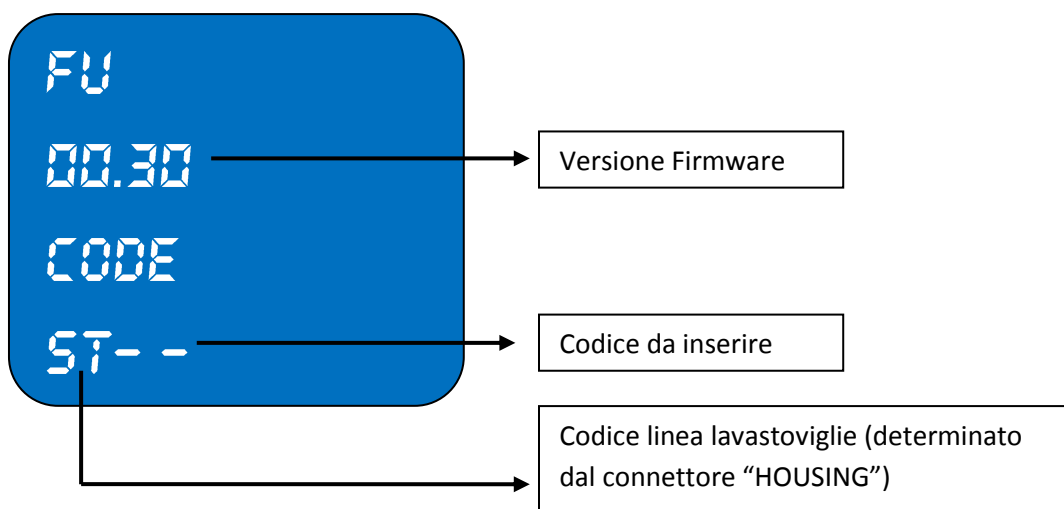 FU
00.30
Versione Firmware
CODE
ST--
Codice da inserire
Codice linea lavastoviglie (determinato
dal connettore “HOUSING”)